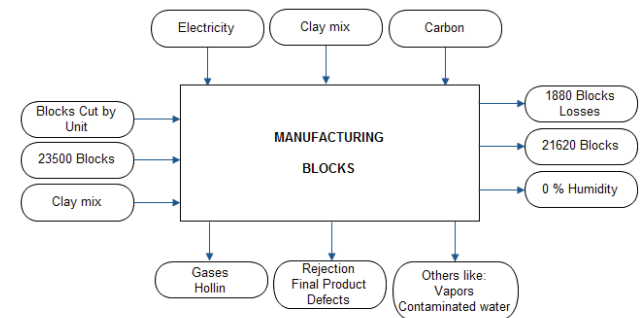 Electricity
Clay mix
Carbon
Blocks Cut by
Unit
23500 Blocks
Clay mix
MANUFACTURING
BLOCKS
1880 Blocks
Losses
21620 Blocks
0 % Humidity
Gases
Hollin
Rejection
Final Product
Defects
Others like:
Vapors
Contaminated water